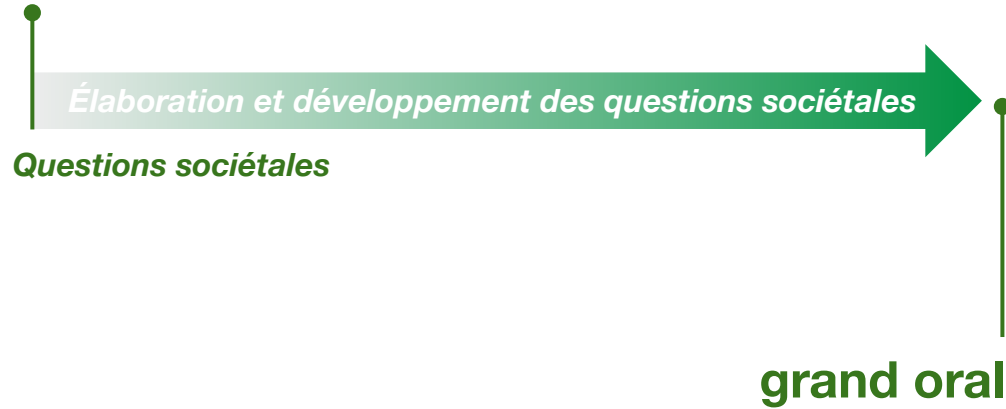 Élaboration et développement des questions sociétales
Questions sociétales
grand oral